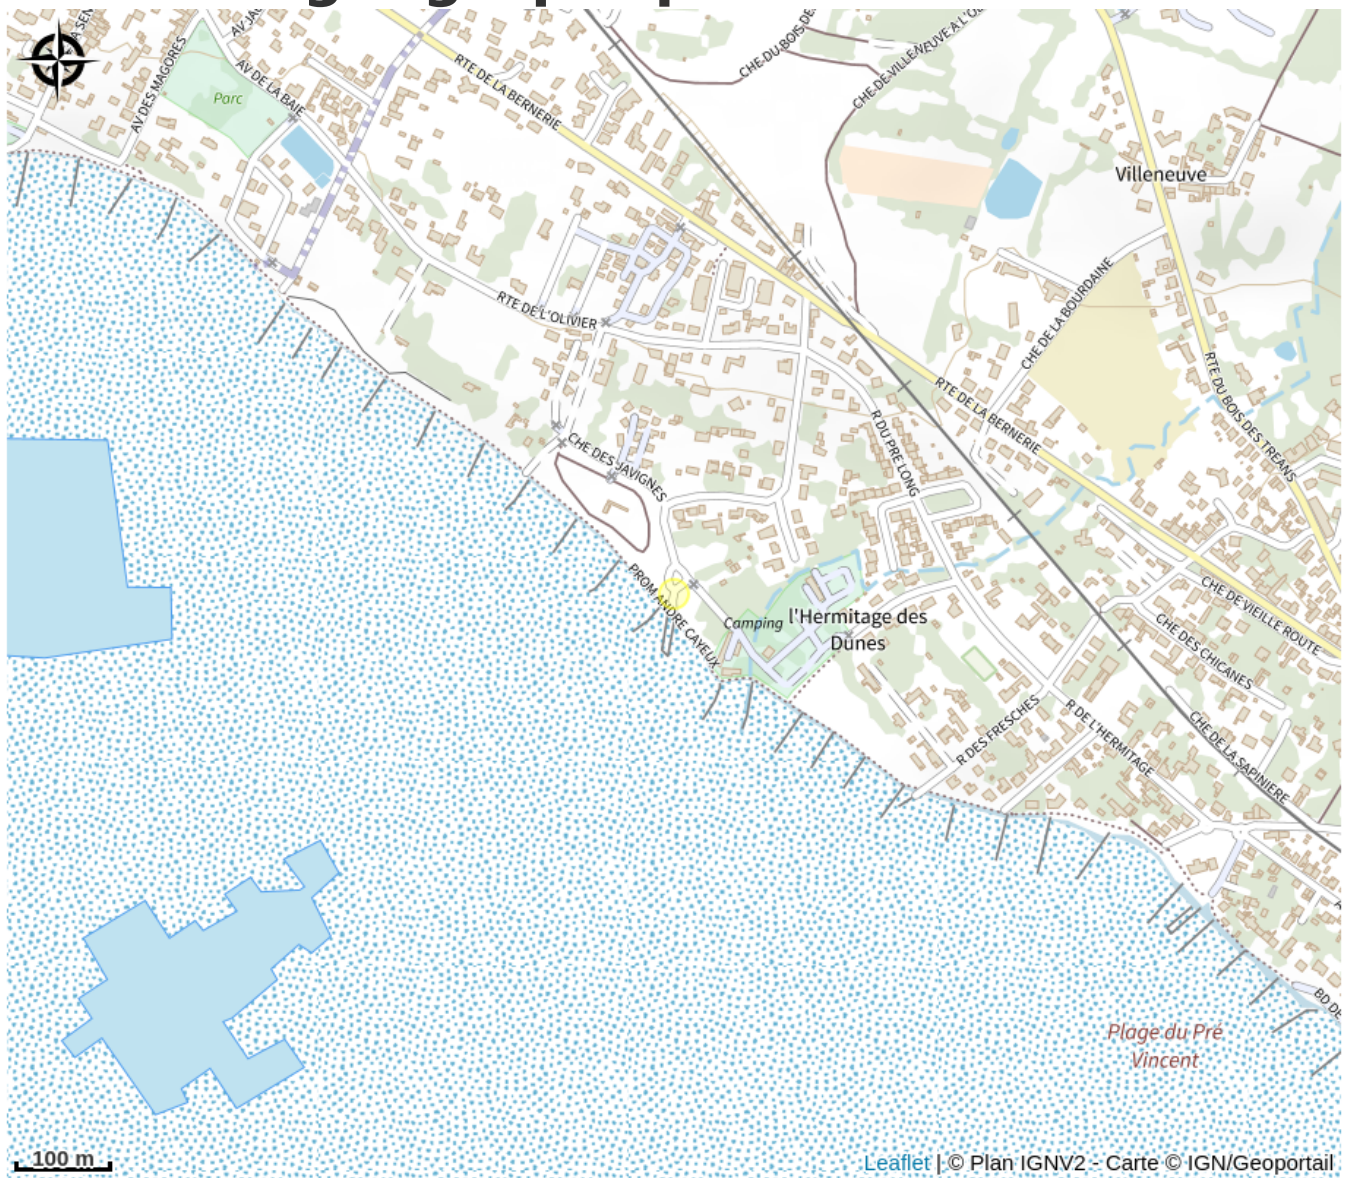 AV DES MAGORES
Parc
AV DE LA BAIE
RTE DE LA BERNERIE
CHE DU BOIS DE
CHE DE VILLENEUVE A L'O
Villeneuve
RTE DE L'OLIVIER
CHE DE LA BOURDAINE
RTE DU BOIS DES TREANS
RTE DE LA BERNERIE
R DU PRE LONG
CHE DES JAVIGNES
PROM ANDRE CAYEUX
Camping
l'Hermitage des
Dunes
CHE DE VIEILLE ROUTE
CHE DES CHICANES
R DES FRESCHES
R DE L'HERMITAGE
CHE DE LA SAPINIERE
BD DE
Plage du Pré
Vincent
100 m
Leaflet | © Plan IGNV2 - Carte © IGN/Geoportail